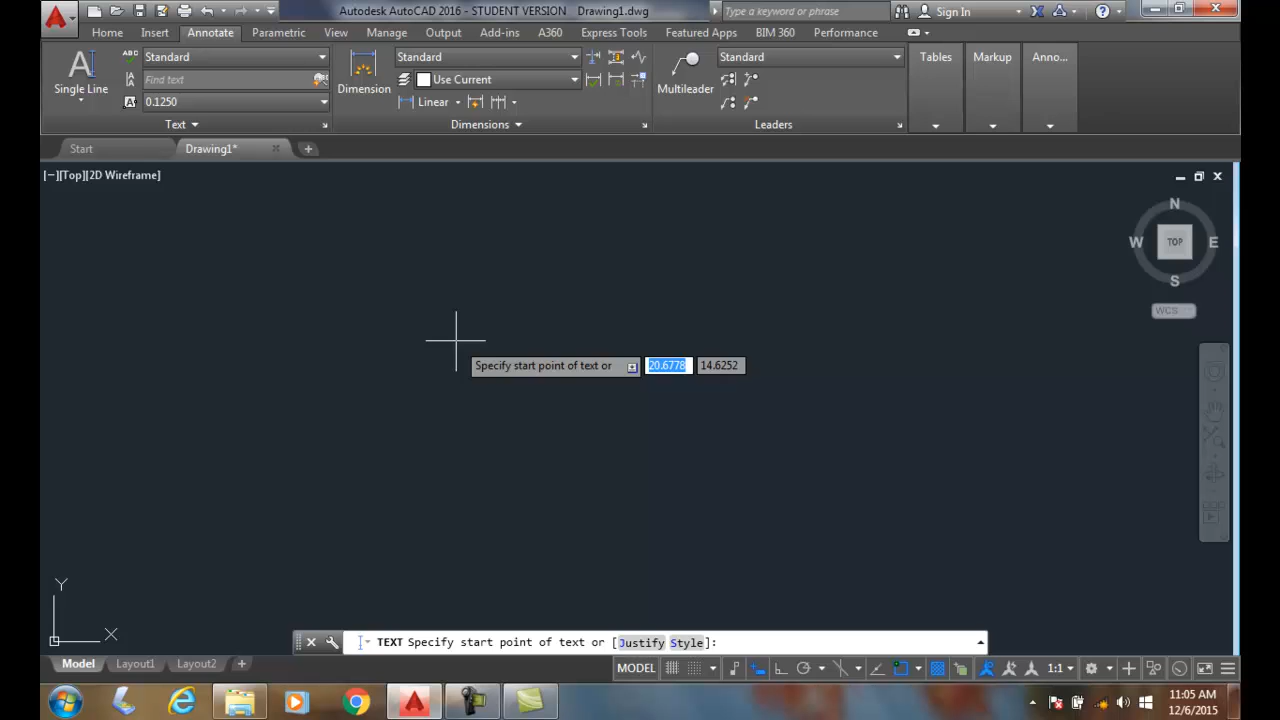 Autodesk AutoCAD 2016 - STUDENT VERSION Drawing1.dwg
Type a keyword or phrase
Sign In
Home Insert Annotate Parametric View Manage Output Add-ins A360 Express Tools Featured Apps BIM 360 Performance
Standard
Standard
Standard
Tables
Markup
Anno...
Find text
Use Current
Single Line
Dimension
Multileader
0.1250
Linear
Text
Dimensions
Leaders
Start
Drawing1*
[−][Top][2D Wireframe]
N
W
TOP
E
S
WCS
Specify start point of text or
20.6778
14.6252
Y
X
TEXT Specify start point of text or [Justify Style]:
Model
Layout1
Layout2
MODEL
1:1
11:05 AM
12/6/2015